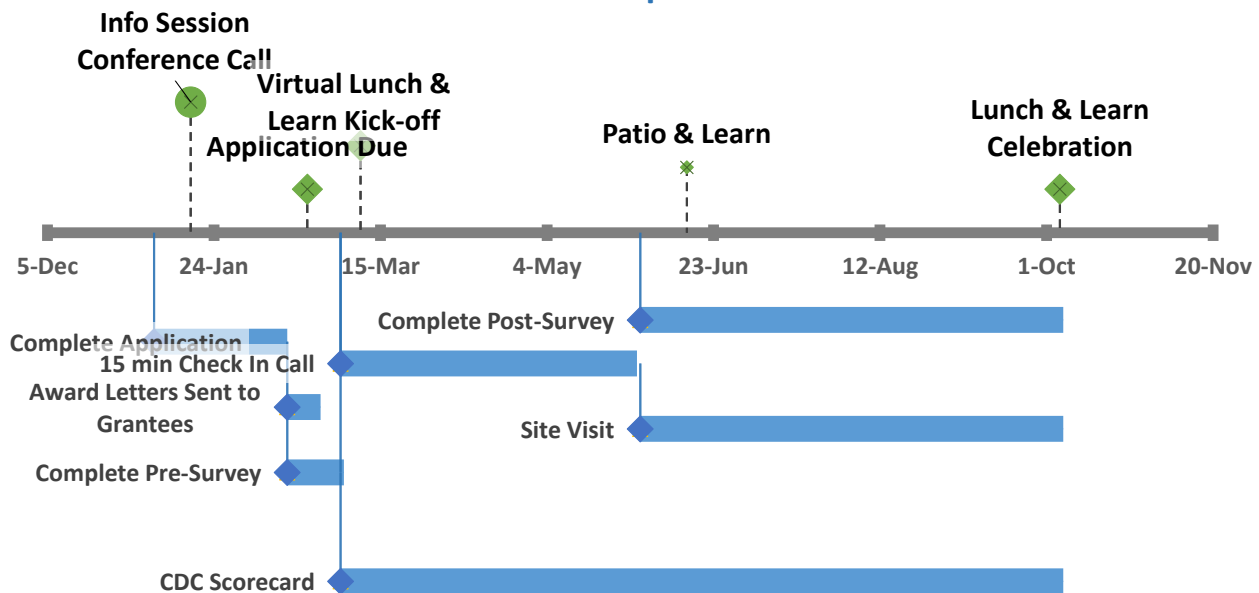 Info Session
Conference Call
Virtual Lunch &
Learn Kick-off
Application Due
Patio & Learn
Lunch & Learn
Celebration
5-Dec
24-Jan
15-Mar
4-May
23-Jun
12-Aug
1-Oct
20-Nov
Complete Post-Survey
Complete Application
15 min Check In Call
Award Letters Sent to
Grantees
Site Visit
Complete Pre-Survey
CDC Scorecard